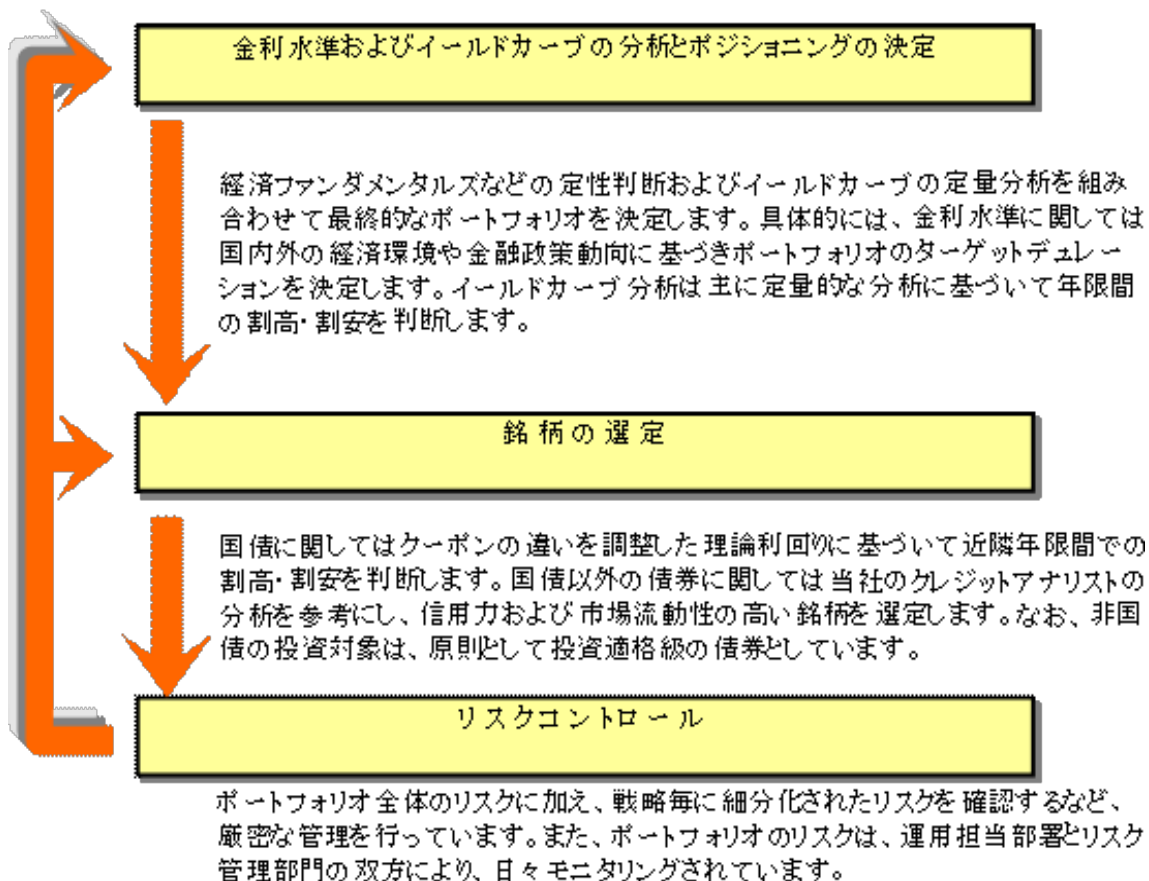 金利水準およびイールドカーブの分析とポジショニングの決定
経済ファンダメンタルズなどの定性判断およびイールドカーブの定量分析を組み
合わせて最終的なポートフォリオを決定します。具体的には、金利水準に関しては
国内外の経済環境や金融政策動向に基づきポートフォリオのターゲットデュレー
ションを決定します。イールドカーブ分析は主に定量的な分析に基づいて年限間
の割高・割安を判断します。
銘柄の選定
国債に関してはクーポンの違いを調整した理論利回りに基づいて近隣年限間での
割高・割安を判断します。国債以外の債券に関しては当社のクレジットアナリストの
分析を参考にし、信用力および市場流動性の高い銘柄を選定します。なお、非国
債の投資対象は、原則として投資適格級の債券としています。
リスクコントロール
ポートフォリオ全体のリスクに加え、戦略毎に細分化されたリスクを確認するなど、
厳密な管理を行っています。また、ポートフォリオのリスクは、運用担当部署とリスク
管理部門の双方により、日々モニタリングされています。